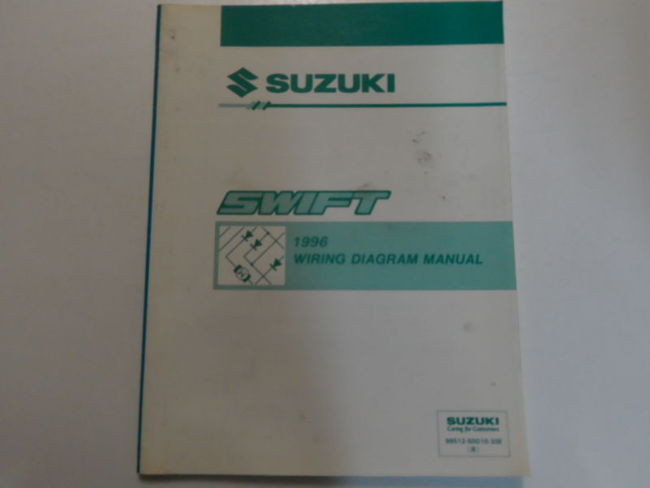 SUZUKI
SWIFT
1996
WIRING DIAGRAM MANUAL
SUZUKI
Caring for Customers